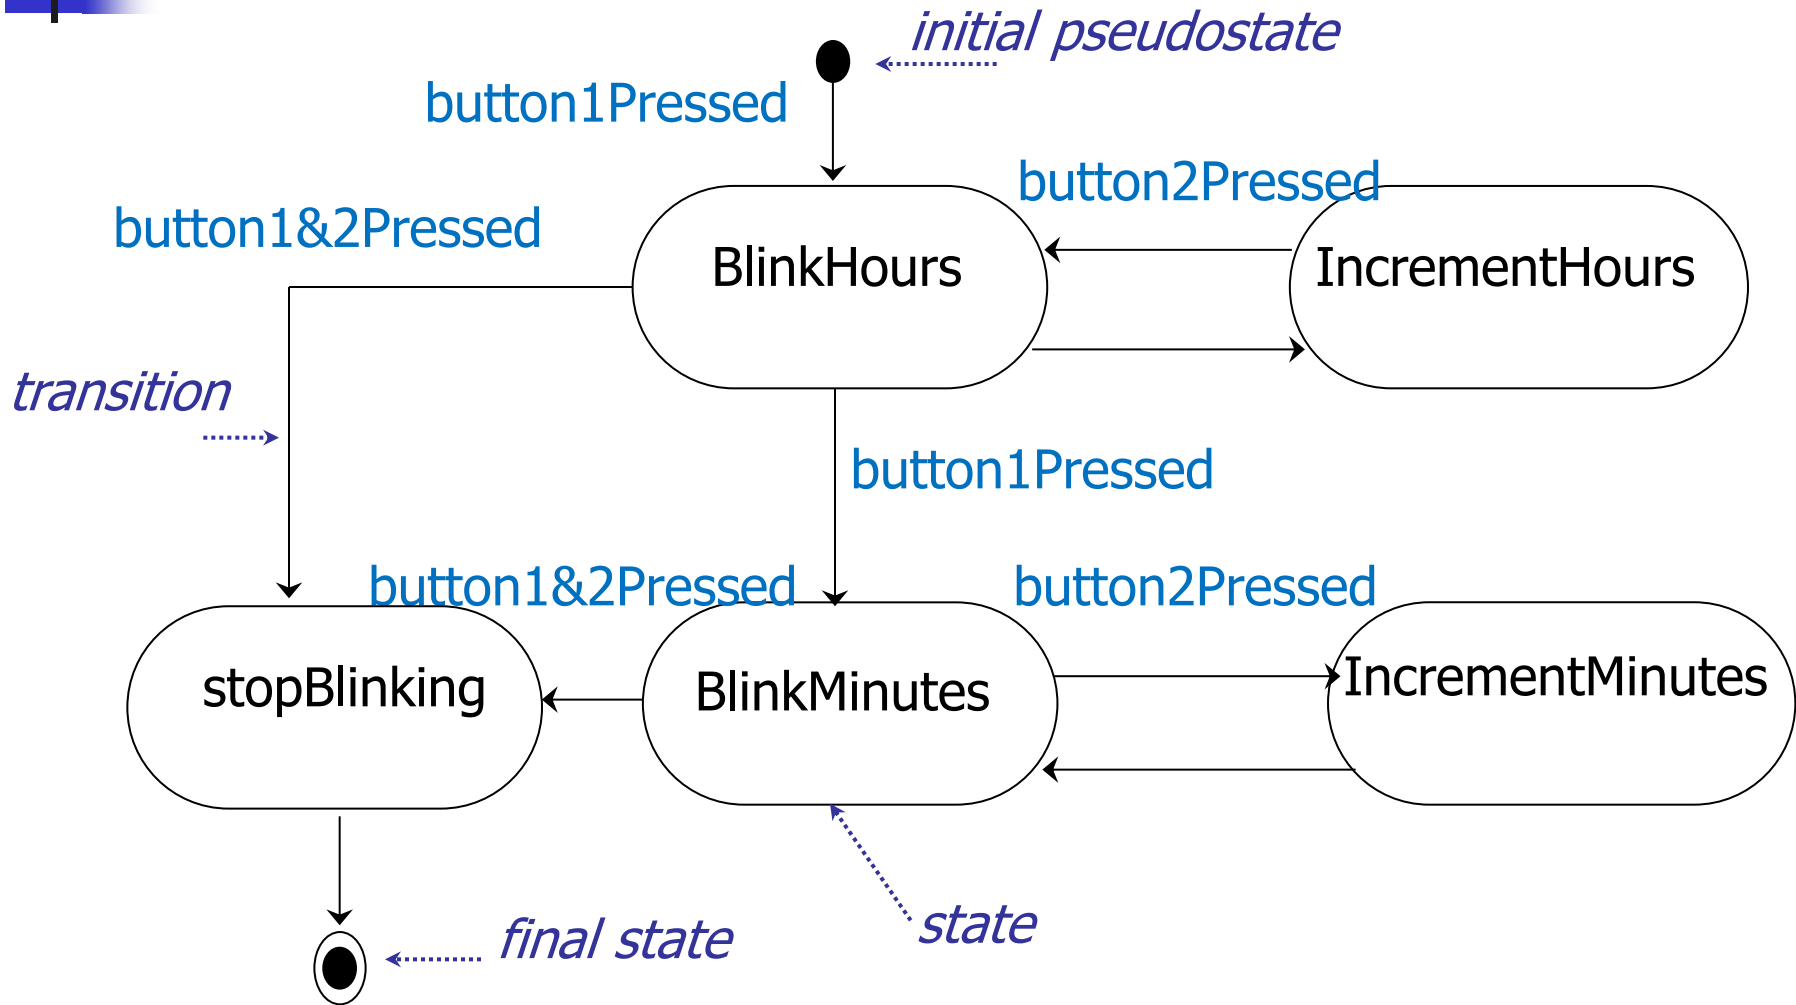 initial pseudostate
button1Pressed
button2Pressed
button1&2Pressed
BlinkHours
IncrementHours
transition
button1Pressed
button1&2Pressed
button2Pressed
stopBlinking
BlinkMinutes
IncrementMinutes
final state
state